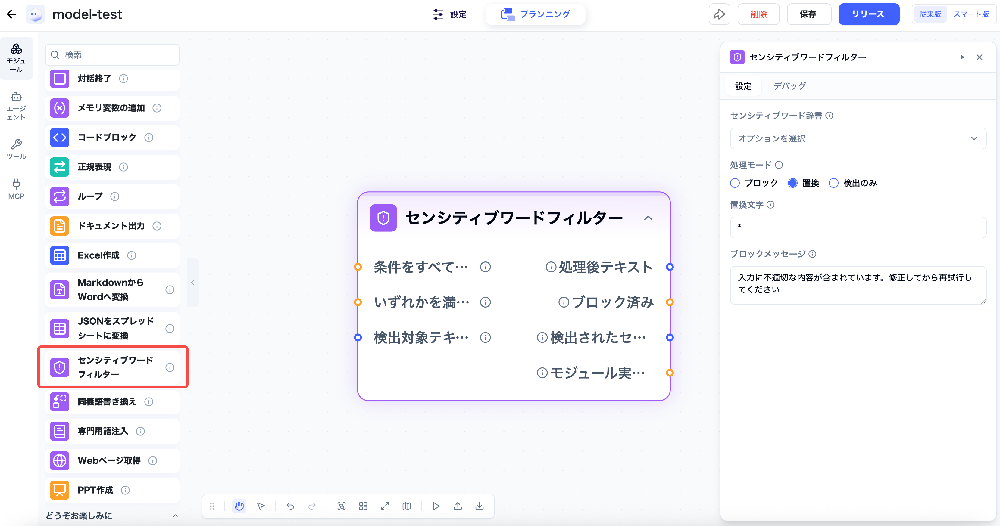 model-test
設定
プランニング
削除
保存
リリース
従来版
スマート版
モジュ
ール
エージ
ェント
ツール
MCP
検索
対話終了
メモリ変数の追加
コードブロック
正規表現
ループ
ドキュメント出力
Excel作成
Markdownから
Wordへ変換
JSONをスプレッド
シートに変換
センシティブワード
フィルター
同義語書き換え
専門用語注入
Webページ取得
PPT作成
どうぞお楽しみに
センシティブワードフィルター
条件をすべて…
処理後テキスト
いずれかを満…
ブロック済み
検出対象テキ…
検出されたセ…
モジュール実…
センシティブワードフィルター
設定
デバッグ
センシティブワード辞書
オプションを選択
処理モード
ブロック
置換
検出のみ
置換文字
*
ブロックメッセージ
入力に不適切な内容が含まれています。修正してから再試行し
てください